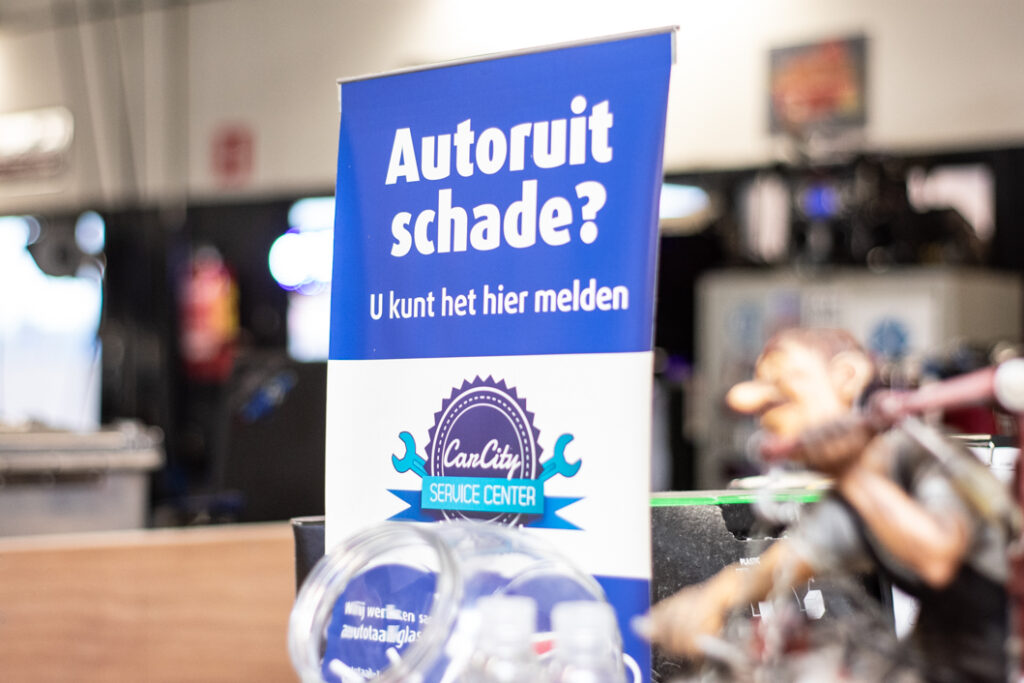 Autoruit
schade?
U kunt het hier melden
CarCity
SERVICE CENTER